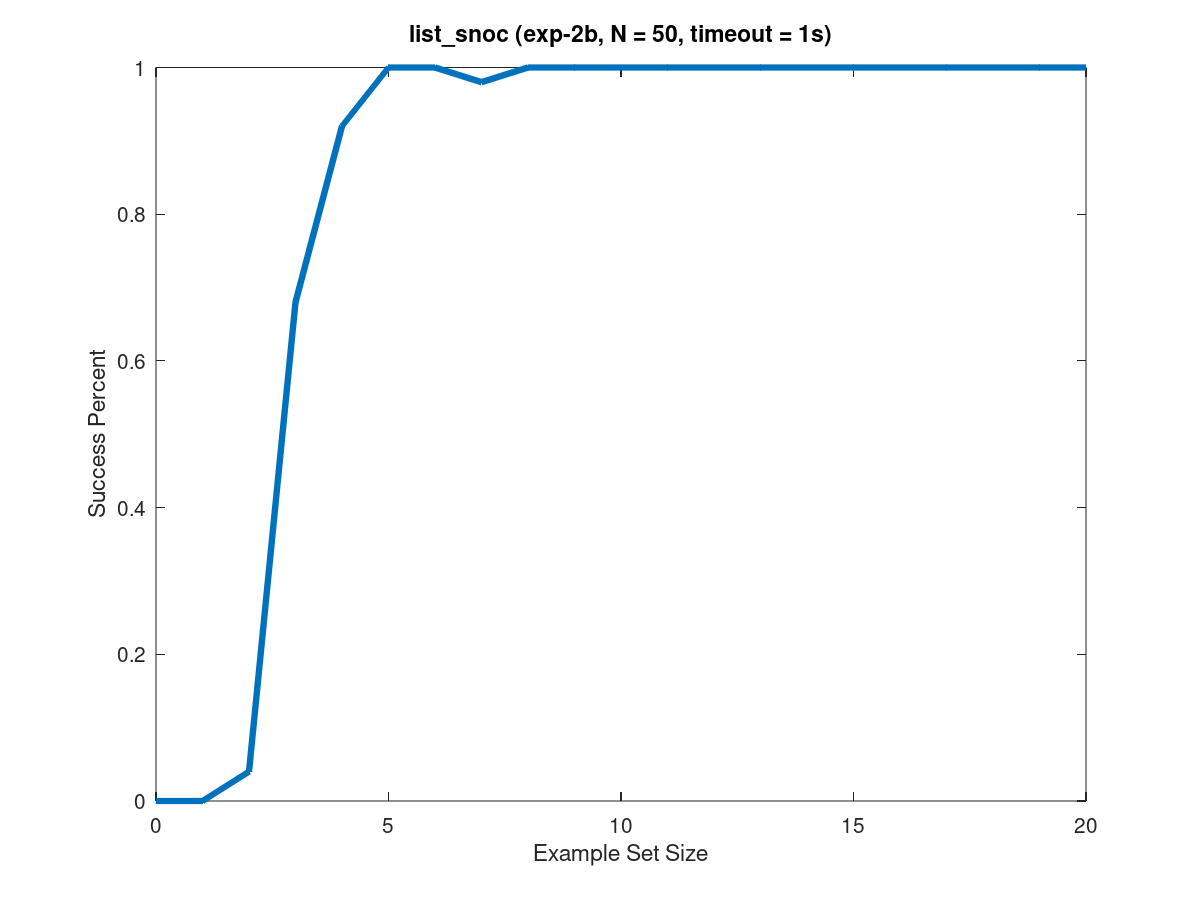 list_snoc (exp-2b, N = 50, timeout = 1s)
1
0.8
0.6
0.4
0.2
0
Success Percent
0 5 10 15 20
Example Set Size